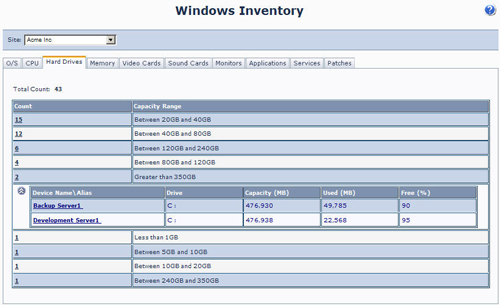 Windows Inventory
?
Site: Acme Inc
O/S CPU Hard Drives Memory Video Cards Sound Cards Monitors Applications Services Patches
Total Count: 43
Count Capacity Range
15 Between 20GB and 40GB
12 Between 40GB and 80GB
6 Between 120GB and 240GB
4 Between 80GB and 120GB
2 Greater than 350GB
Device Name\Alias Drive Capacity (MB) Used (MB) Free (%)
Backup Server1 C: 476.930 49.785 90
Development Server1 C: 476.938 22.568 95
1 Less than 1GB
1 Between 5GB and 10GB
1 Between 10GB and 20GB
1 Between 240GB and 350GB